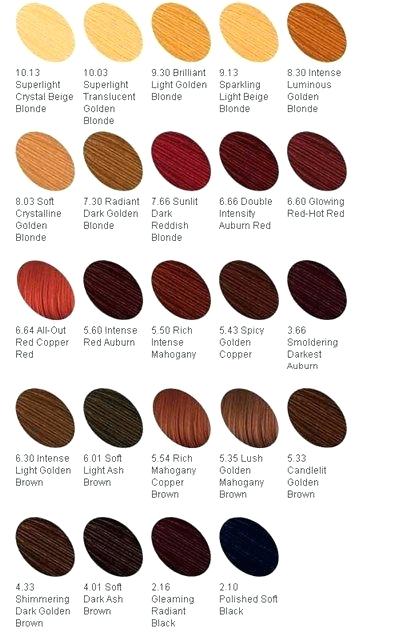 10.13
Superlight
Crystal Beige
Blonde
10.03
Superlight
Translucent
Golden
Blonde
9.30 Brilliant
Light Golden
Blonde
9.13
Sparkling
Light Beige
Blonde
8.30 Intense
Luminous
Golden
Blonde
8.03 Soft
Crystalline
Golden
Blonde
7.30 Radiant
Dark Golden
Blonde
7.66 Sunlit
Dark
Reddish
Blonde
6.66 Double
Intensity
Auburn Red
6.60 Glowing
Red-Hot Red
6.64 All-Out
Red Copper
Red
5.60 Intense
Red Auburn
5.50 Rich
Intense
Mahogany
5.43 Spicy
Golden
Copper
3.66
Smoldering
Darkest
Auburn
6.30 Intense
Light Golden
Brown
6.01 Soft
Light Ash
Brown
5.54 Rich
Mahogany
Copper
Brown
5.35 Lush
Golden
Mahogany
Brown
5.33
Candlelit
Golden
Brown
4.33
Shimmering
Dark Golden
Brown
4.01 Soft
Dark Ash
Brown
2.16
Gleaming
Radiant
Black
2.10
Polished Soft
Black